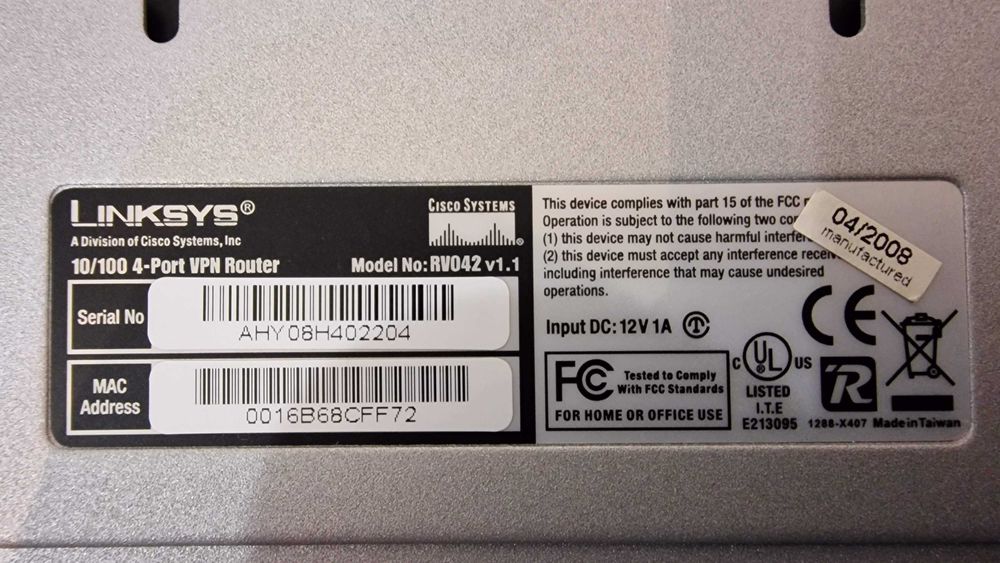 LINKSYS®
A Division of Cisco Systems, Inc
CISCO SYSTEMS
®
10/100 4-Port VPN Router
Model No: RV042 v1.1
Serial No
AHY08H402204
MAC
Address
0016B68CFF72
This device complies with part 15 of the FCC
Operation is subject to the following two
(1) this device may not cause harmful
(2) this device must accept any interference
including interference that may cause undesired
operations.
04/2008
manufactured
Input DC: 12V 1A
FCC
Tested to Comply
With FCC Standards
FOR HOME OR OFFICE USE
C UL US
LISTED
I.T.E
E213095
CE
R
1288-X407
Made in Taiwan